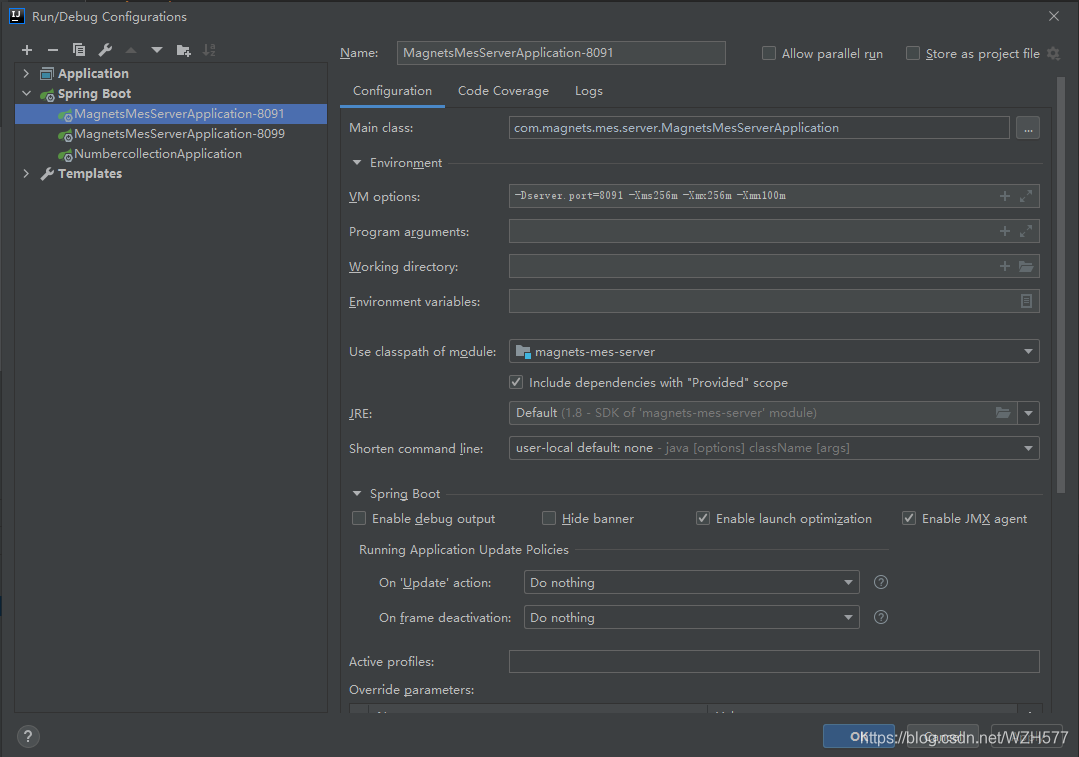 Run/Debug Configurations
Name: MagnetsMesServerApplication-8091 Allow parallel run Store as project file
Application
Spring Boot
MagnetsMesServerApplication-8091
MagnetsMesServerApplication-8099
NumbercollectionApplication
Templates
Configuration Code Coverage Logs
Main class: com.magnets.mes.server.MagnetsMesServerApplication ...
Environment
VM options: -Dserver.port=8091 -Xms256m -Xmx256m -Xmn100m
Program arguments:
Working directory:
Environment variables:
Use classpath of module: magnets-mes-server
Include dependencies with "Provided" scope
JRE: Default (1.8 - SDK of 'magnets-mes-server' module)
Shorten command line: user-local default: none - java [options] className [args]
Spring Boot
Enable debug output Hide banner Enable launch optimization Enable JMX agent
Running Application Update Policies
On 'Update' action: Do nothing ?
On frame deactivation: Do nothing ?
Active profiles:
Override parameters:
? OK Cancel
https://blog.csdn.net/WZH577